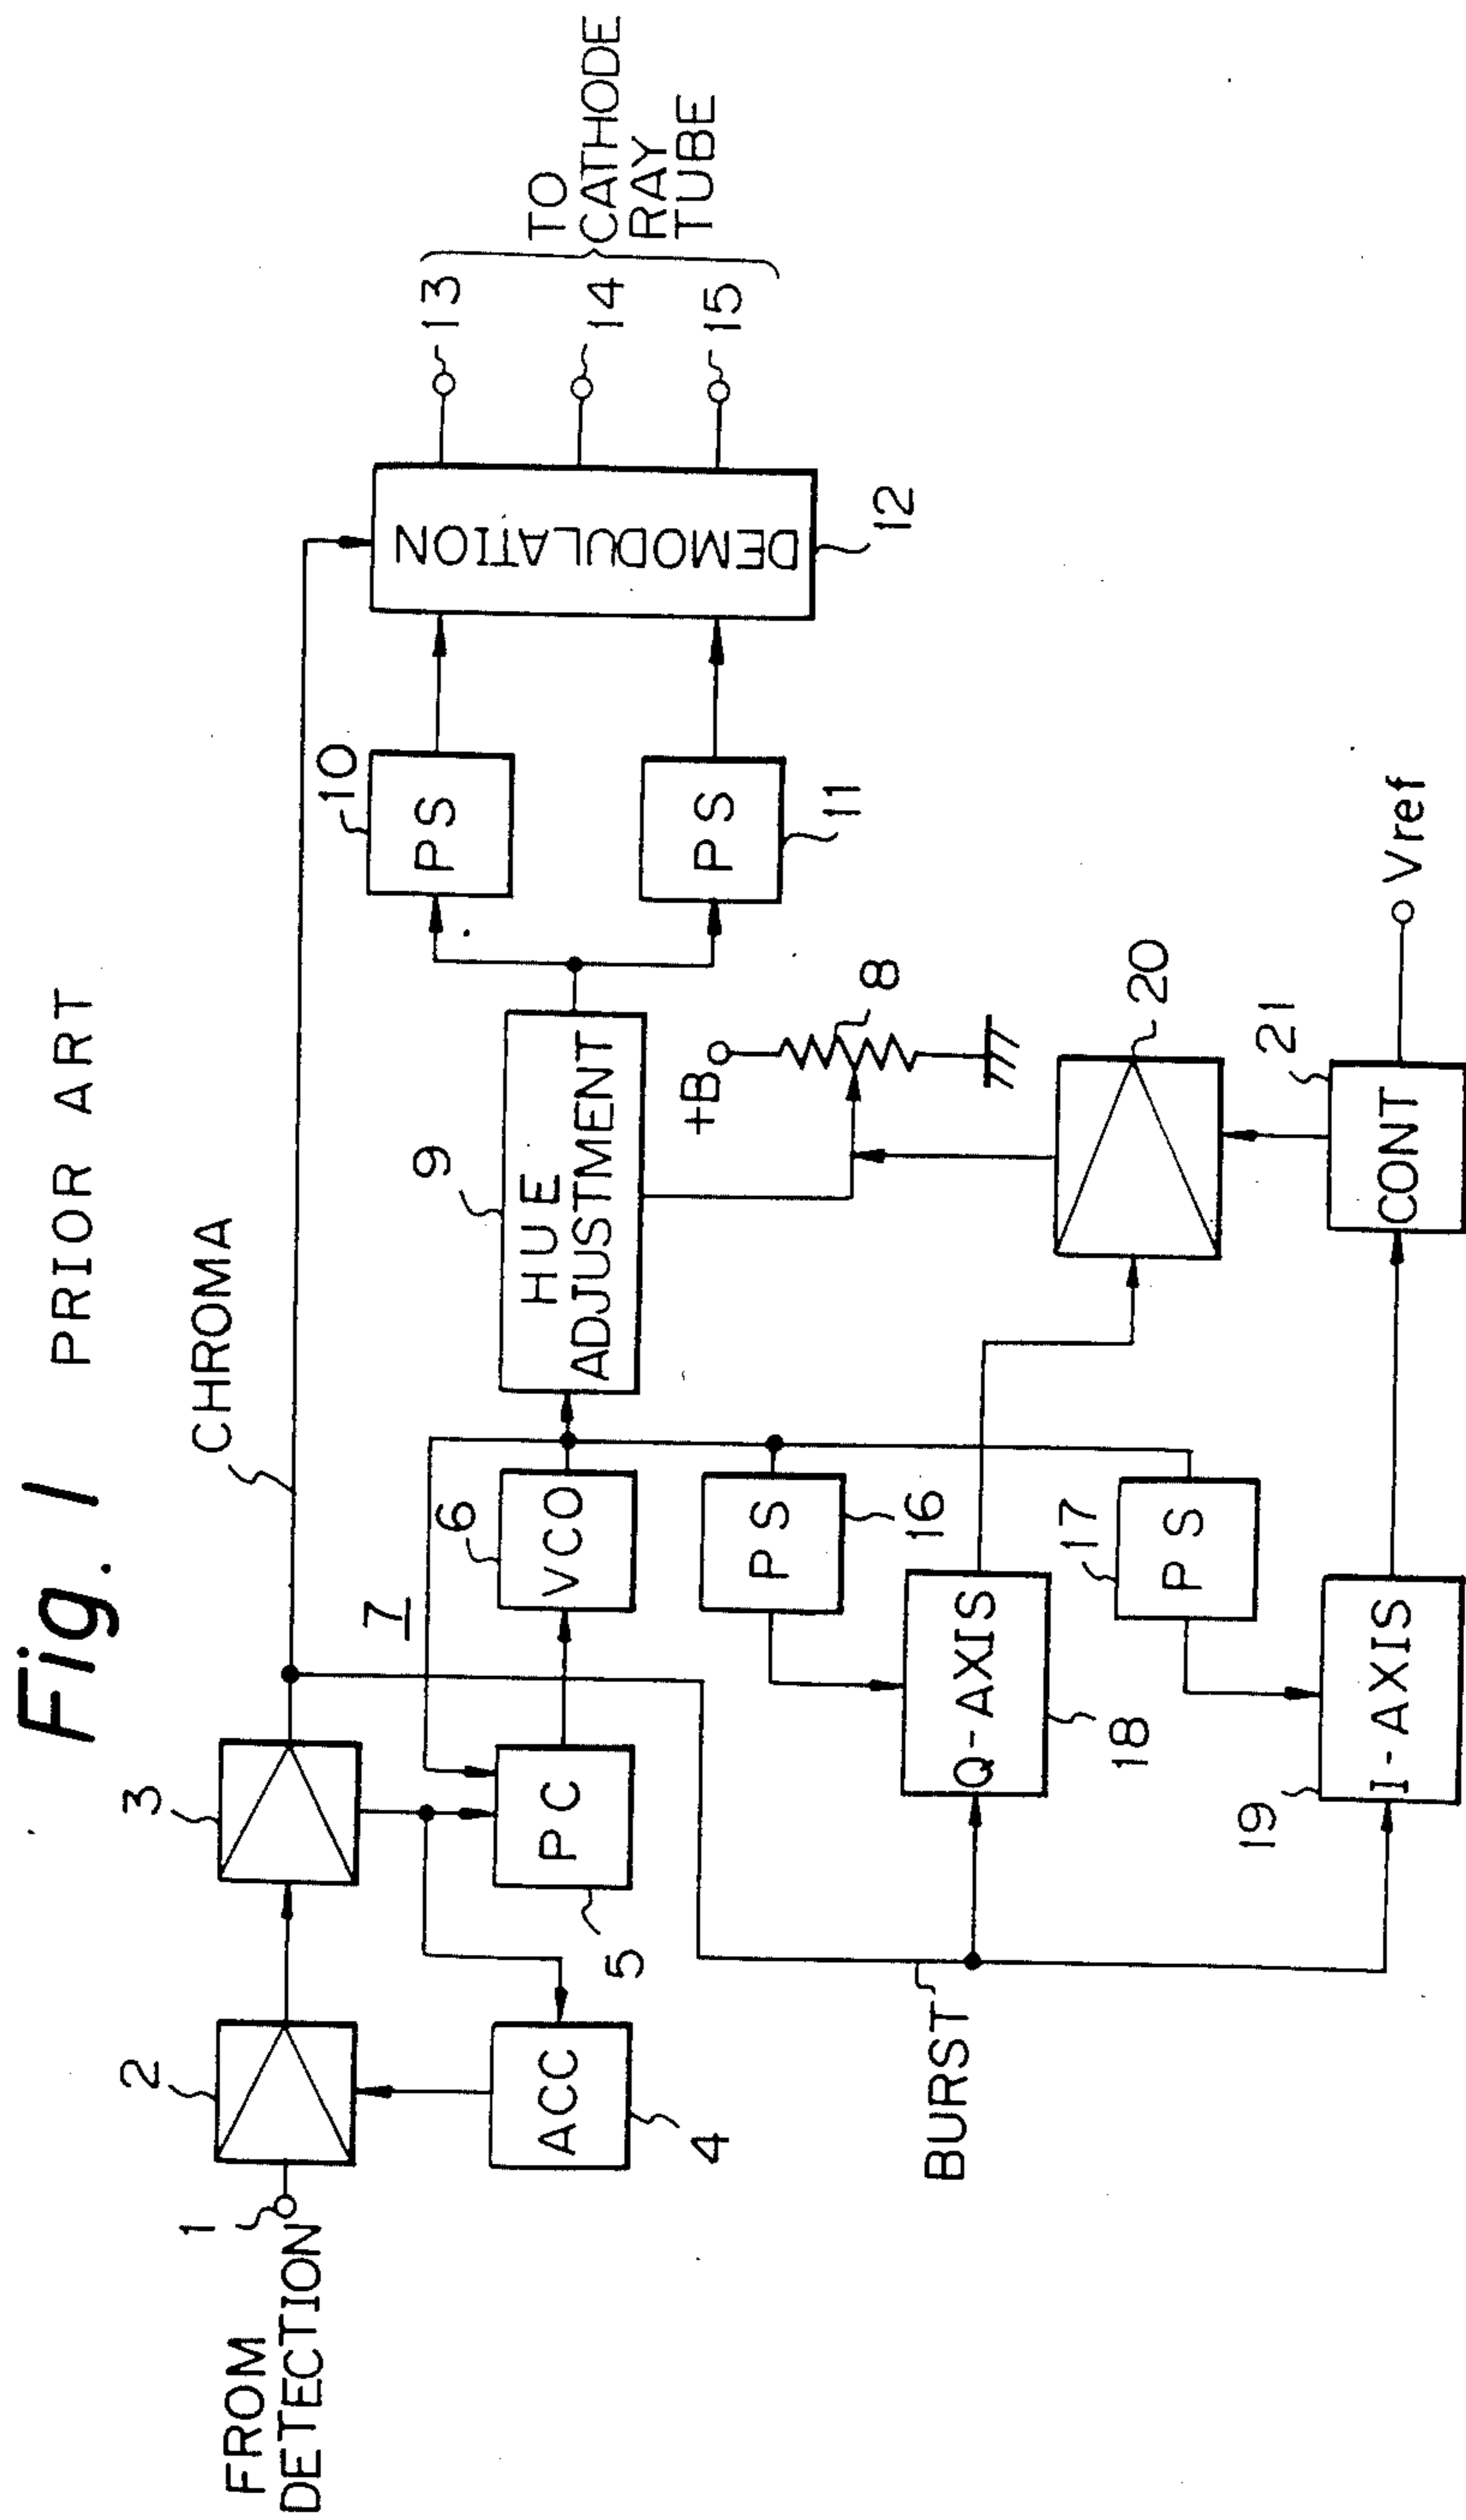 Fig. 1 PRIOR ART
FROM
DETECTION
1
2
3
CHROMA
ACC
4
PC
5
7
VCO
6
HUE
ADJUSTMENT
9
PS
10
PS
11
DEMODULATION
12
13
14
15
TO
CATHODE
RAY
TUBE
+B
8
BURST
PS
16
Q-AXIS
18
PS
17
I-AXIS
19
20
CONT
21
Vref